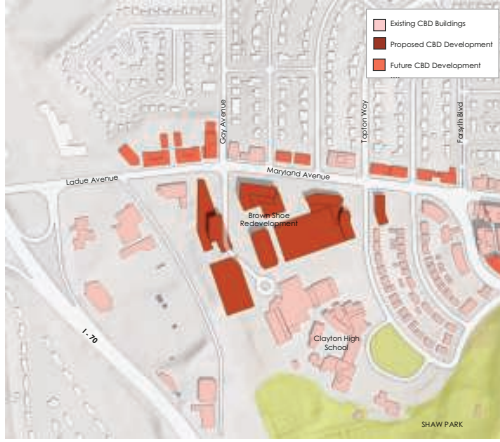 Existing CBD Buildings
Proposed CBD Development
Future CBD Development
Gay Avenue
Tapton Way
Forsyth Blvd
Ladue Avenue
Maryland Avenue
Brown Shoe
Redevelopment
I - 70
Clayton High
School
SHAW PARK